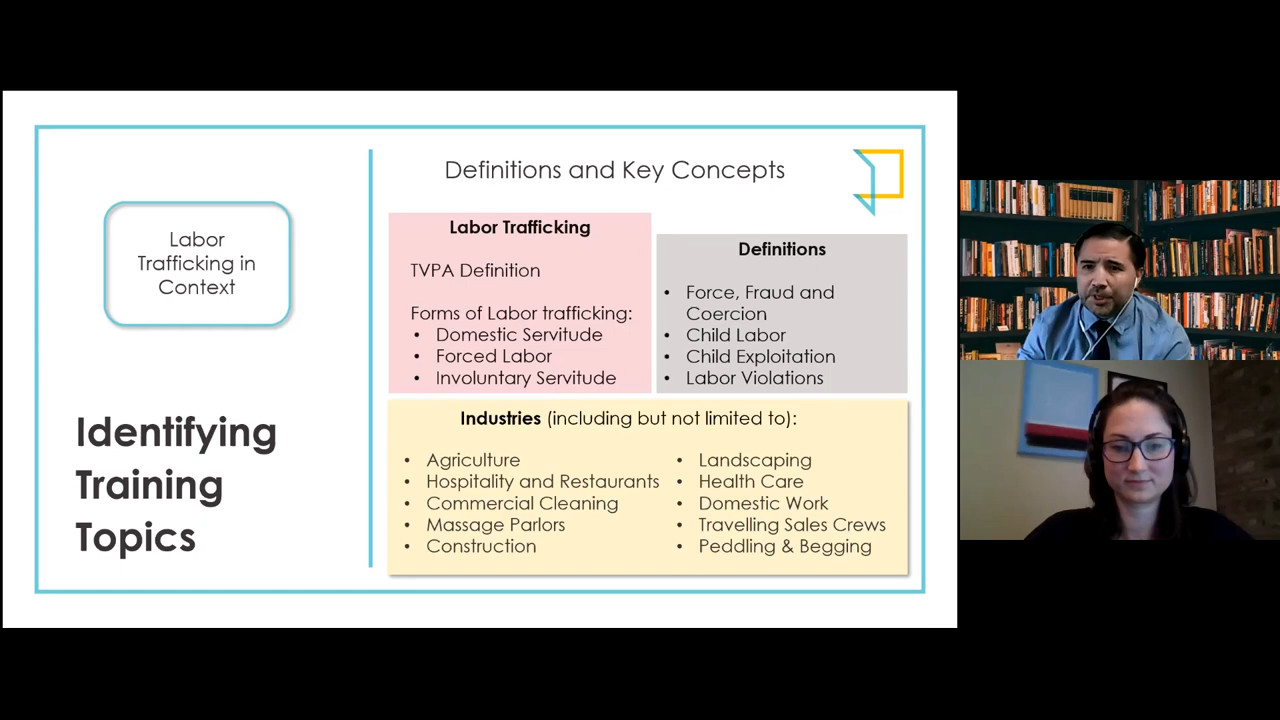 Labor
Trafficking in
Context
Identifying
Training
Topics
Definitions and Key Concepts
Labor Trafficking
TVPA Definition
Forms of Labor trafficking:
• Domestic Servitude
• Forced Labor
• Involuntary Servitude
Definitions
• Force, Fraud and
Coercion
• Child Labor
• Child Exploitation
• Labor Violations
Industries (including but not limited to):
• Agriculture
• Hospitality and Restaurants
• Commercial Cleaning
• Massage Parlors
• Construction
• Landscaping
• Health Care
• Domestic Work
• Travelling Sales Crews
• Peddling & Begging